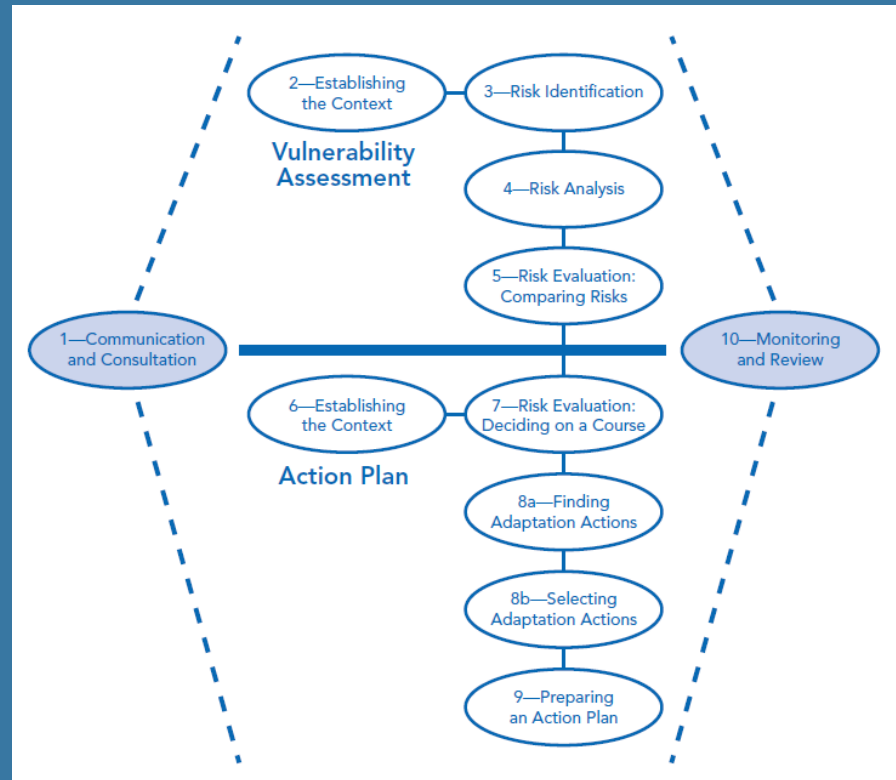 2—Establishing
the Context
3—Risk Identification
Vulnerability
Assessment
4—Risk Analysis
5—Risk Evaluation:
Comparing Risks
1—Communication
and Consultation
10—Monitoring
and Review
6—Establishing
the Context
7—Risk Evaluation:
Deciding on a Course
Action Plan
8a—Finding
Adaptation Actions
8b—Selecting
Adaptation Actions
9—Preparing
an Action Plan